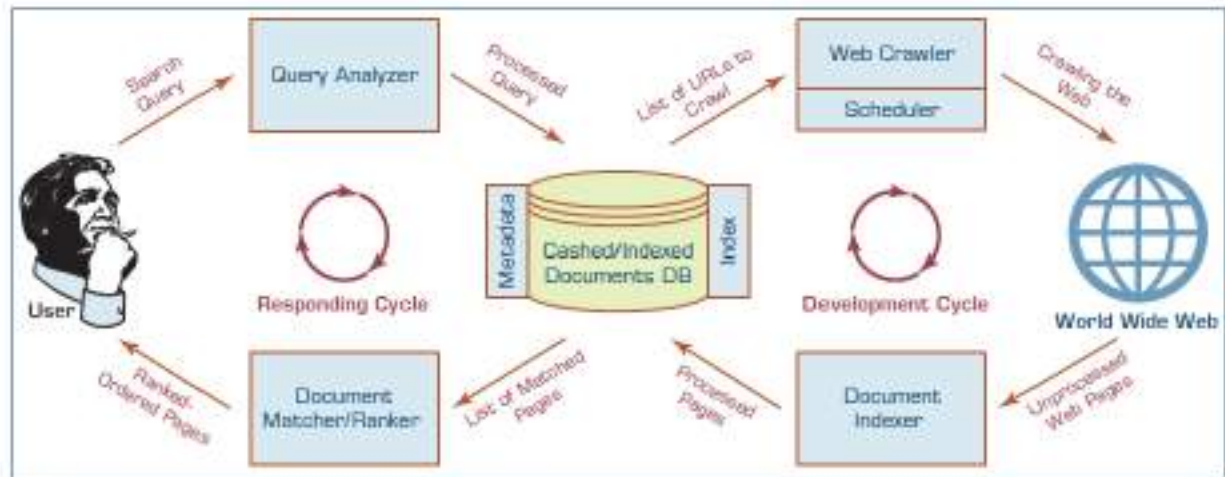 Search
Query
Query Analyzer
Processed
Query
List of URLs to
Crawl
Web Crawler
Scheduler
Crawling the
Web
User
Responding Cycle
Metadata
Cashed/Indexed
Documents DB
Index
Development Cycle
World Wide Web
Ranked-
Ordered Pages
Document
Matcher/Ranker
List of Matched
Pages
Processed
Pages
Document
Indexer
Unprocessed
Web Pages